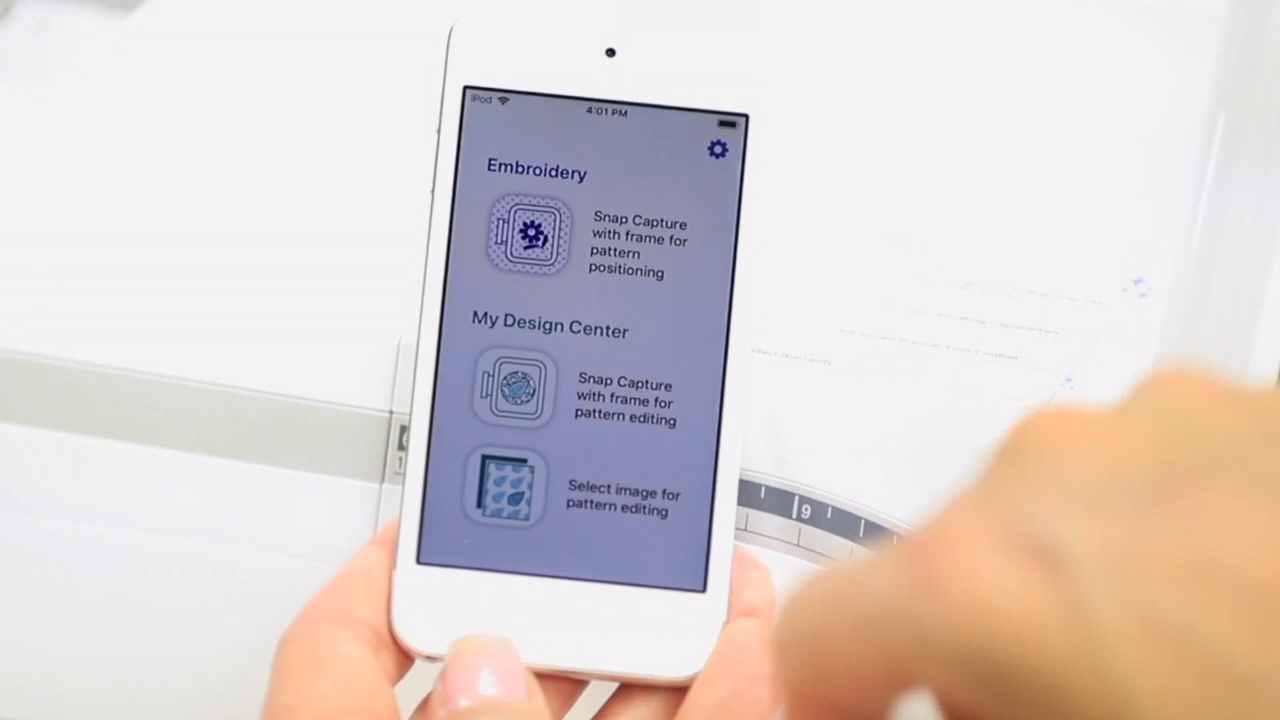 iPod
4:01 PM
Embroidery
Snap Capture
with frame for
pattern
positioning
My Design Center
Snap Capture
with frame for
pattern editing
Select image for
pattern editing
9